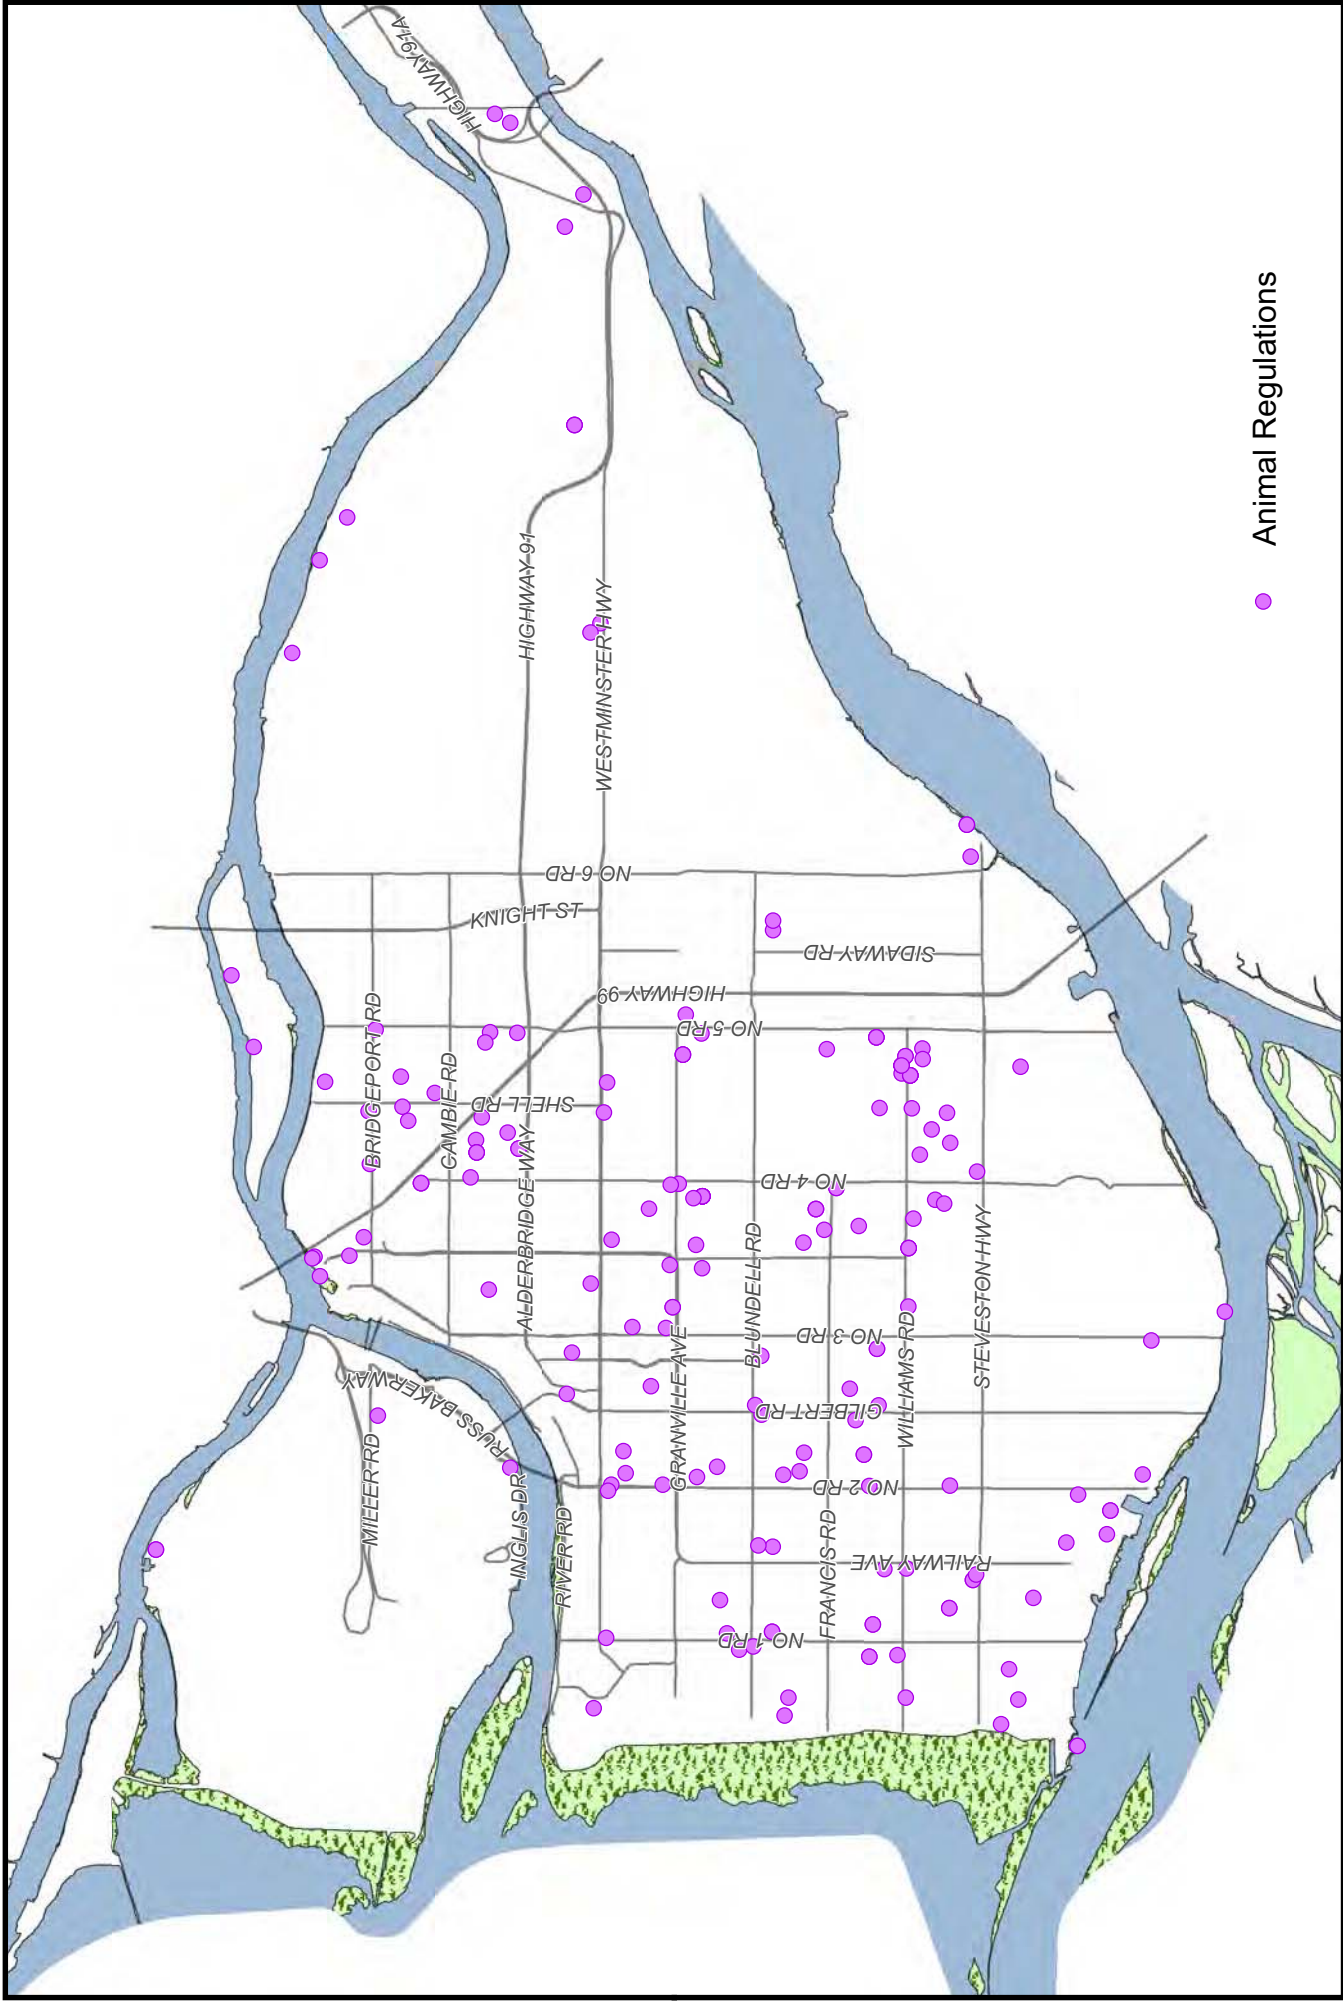 HIGHWAY 91A
HIGHWAY 91
WESTMINSTER HWY
NO 6 RD
KNIGHT ST
SIDAWAY RD
HIGHWAY 99
NO 5 RD
BRIDGEPORT RD
CAMBIE RD
SHELL RD
ALDERBRIDGE WAY
NO 4 RD
BLUNDELL RD
STEVESTON HWY
GRANVILLE AVE
NO 3 RD
WILLIAMS RD
GILBERT RD
RUSS BAKERWAY
MILLER RD
INGLIS DR
RIVER RD
NO 2 RD
FRANCIS RD
RAILWAY AVE
NO 1 RD
Animal Regulations